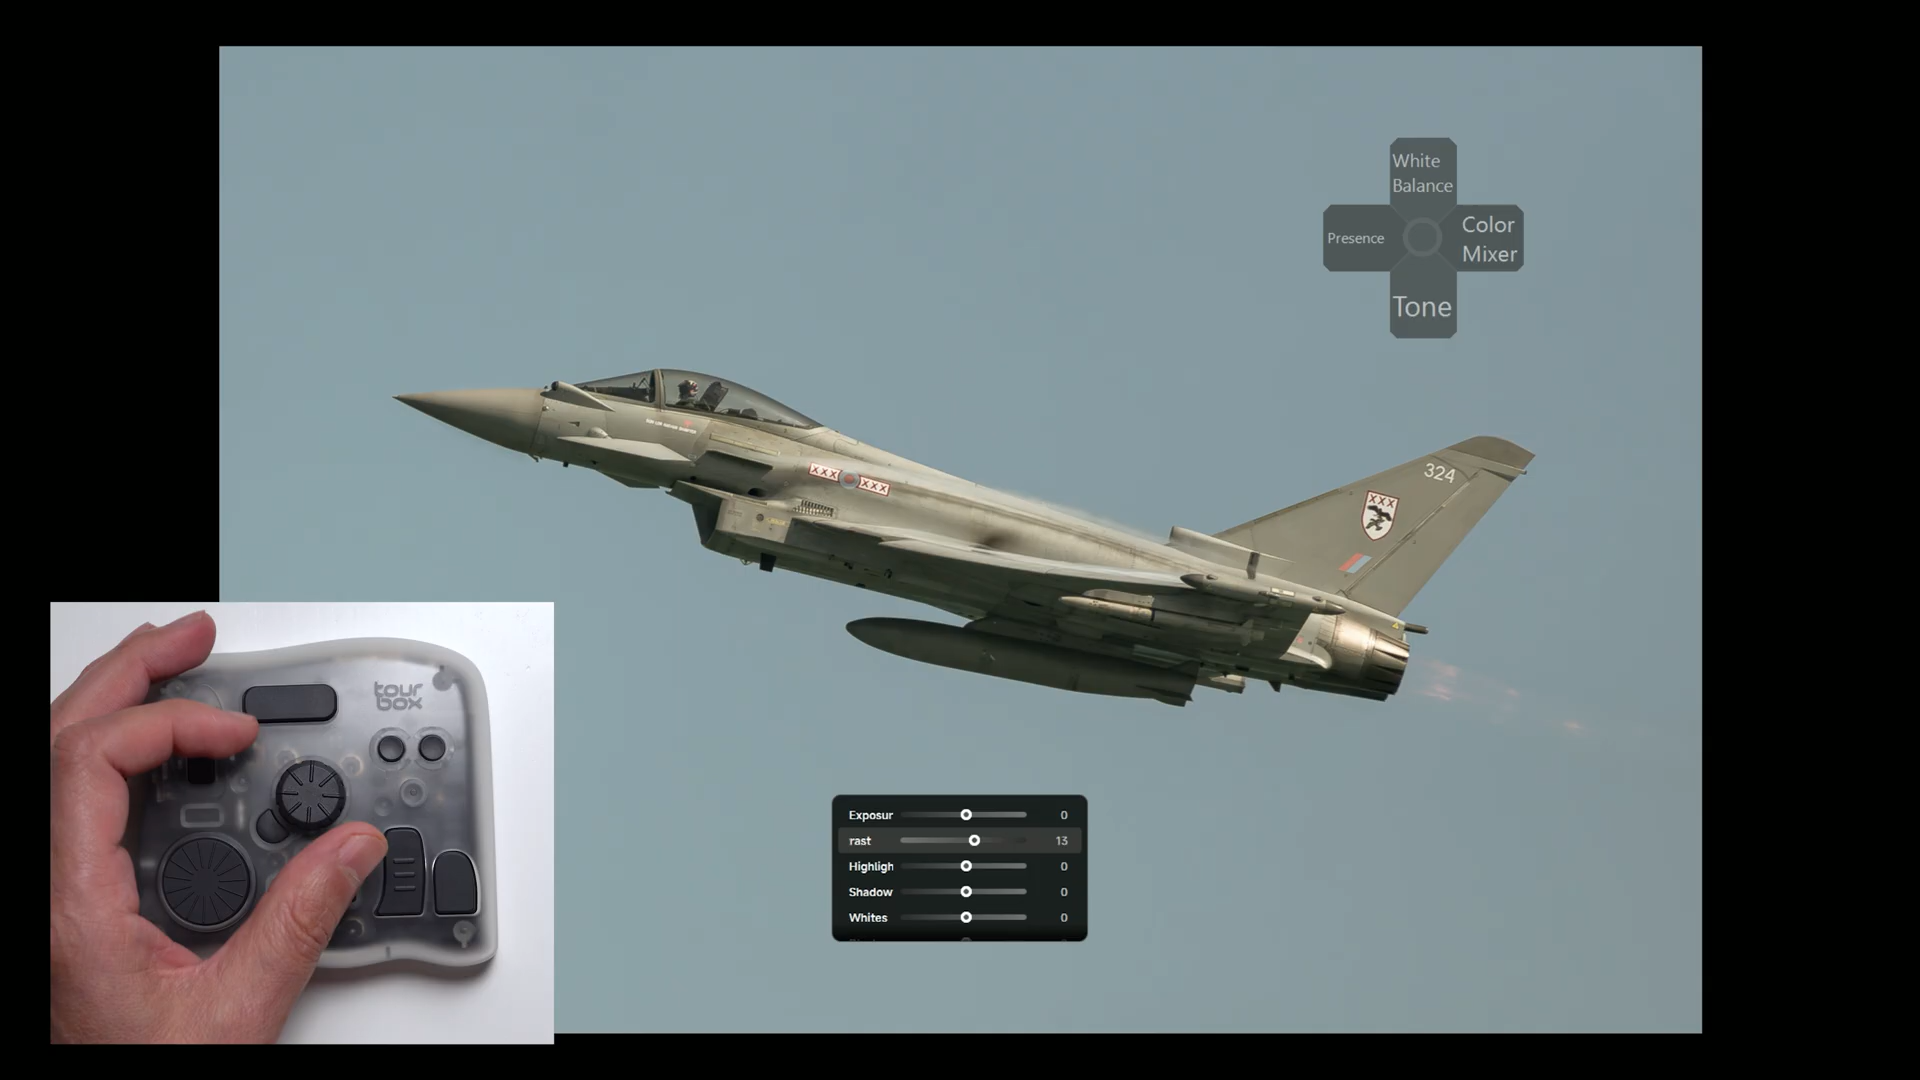 White
Balance
Presence
Color
Mixer
Tone
324
XXX
XXX
XXX
tour
box
Exposur 0
rast 13
Highligh 0
Shadow 0
Whites 0